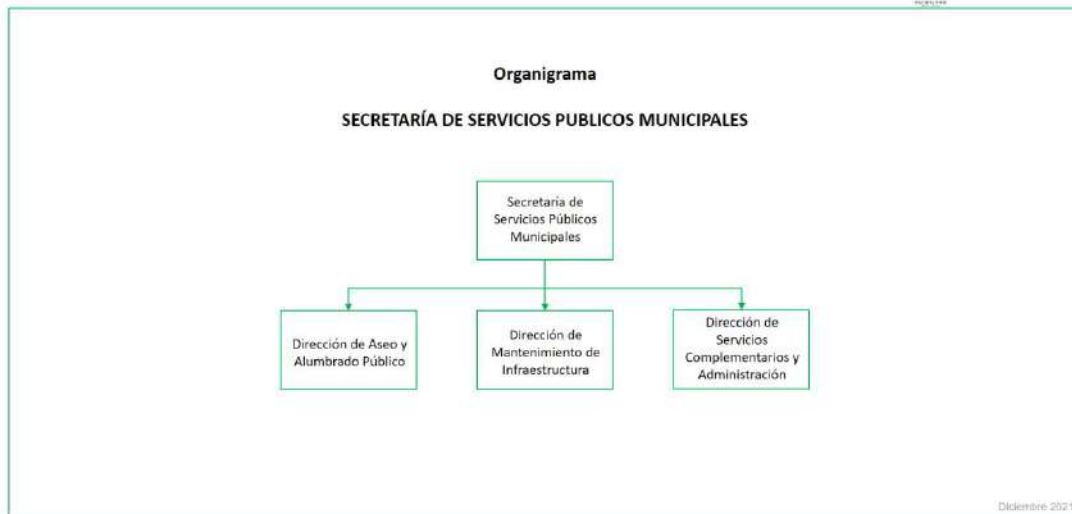 Organigrama
SECRETARÍA DE SERVICIOS PUBLICOS MUNICIPALES
Secretaría de
Servicios Públicos
Municipales
Dirección de Aseo y
Alumbrado Público
Dirección de
Mantenimiento de
Infraestructura
Dirección de
Servicios
Complementarios y
Administración
Diciembre 2021